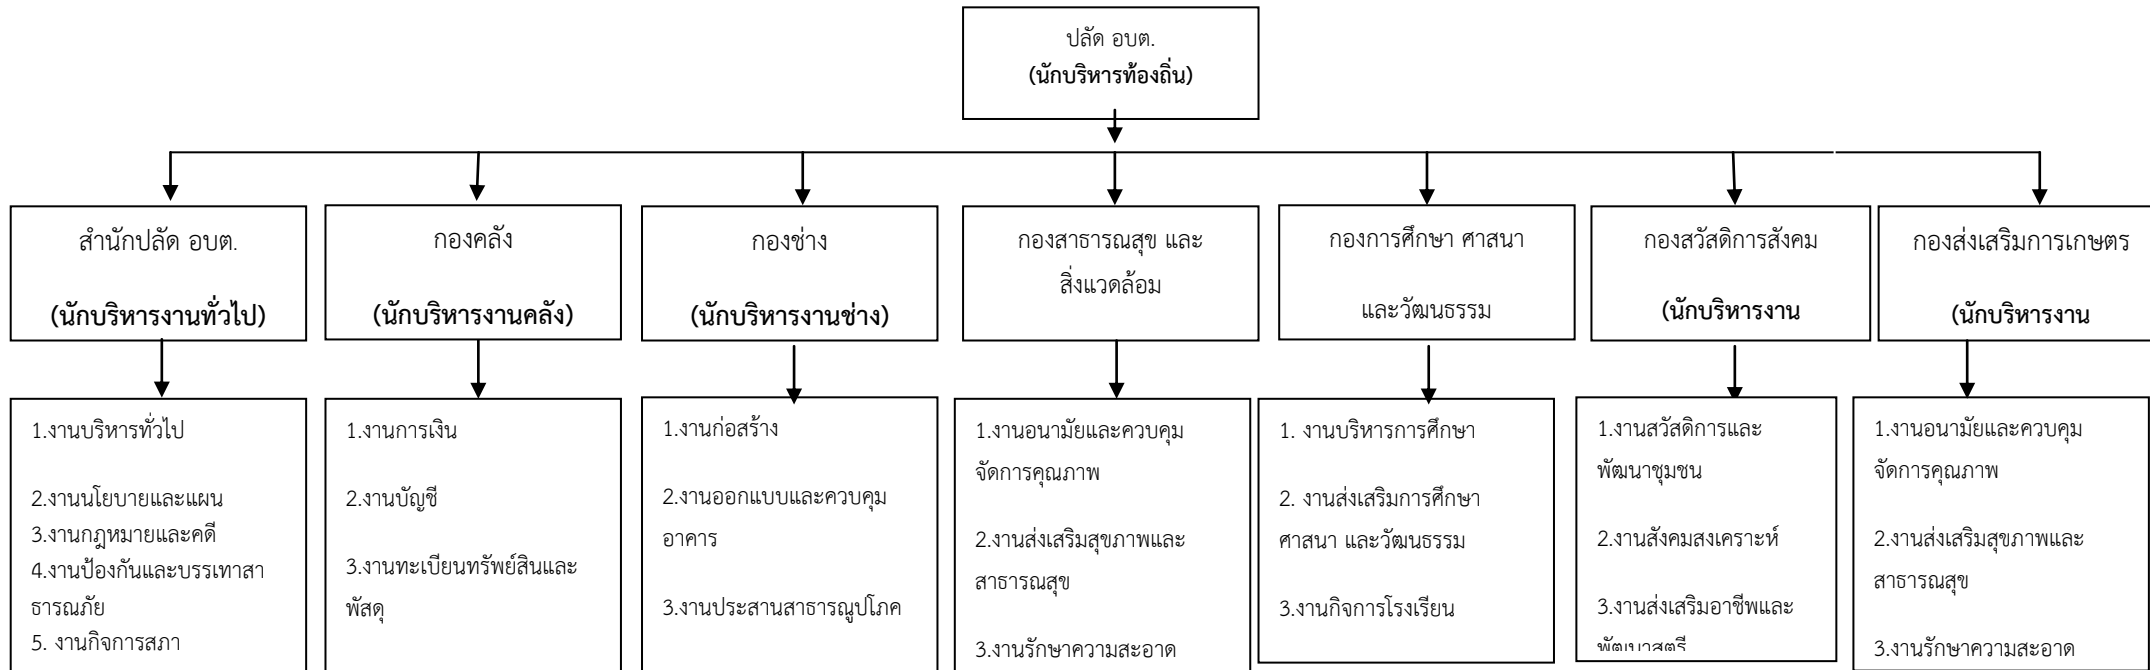 ปลัด อบต.
(นักบริหารท้องถิ่น)
สำนักปลัด อบต.
(นักบริหารงานทั่วไป)
กองคลัง
(นักบริหารงานคลัง)
กองช่าง
(นักบริหารงานช่าง)
กองสาธารณสุข และ
สิ่งแวดล้อม
กองการศึกษา ศาสนา
และวัฒนธรรม
กองสวัสดิการสังคม
(นักบริหารงาน
กองส่งเสริมการเกษตร
(นักบริหารงาน
1.งานบริหารทั่วไป
2.งานนโยบายและแผน
3.งานกฎหมายและคดี
4.งานป้องกันและบรรเทาสา
ธารณภัย
5. งานกิจการสภา
1.งานการเงิน
2.งานบัญชี
3.งานทะเบียนทรัพย์สินและ
พัสดุ
1.งานก่อสร้าง
2.งานออกแบบและควบคุม
อาคาร
3.งานประสานสาธารณูปโภค
1.งานอนามัยและควบคุม
จัดการคุณภาพ
2.งานส่งเสริมสุขภาพและ
สาธารณสุข
3.งานรักษาความสะอาด
1. งานบริหารการศึกษา
2. งานส่งเสริมการศึกษา
ศาสนา และวัฒนธรรม
3.งานกิจการโรงเรียน
1.งานสวัสดิการและ
พัฒนาชุมชน
2.งานสังคมสงเคราะห์
3.งานส่งเสริมอาชีพและ
พัฒนาสตรี
1.งานอนามัยและควบคุม
จัดการคุณภาพ
2.งานส่งเสริมสุขภาพและ
สาธารณสุข
3.งานรักษาความสะอาด